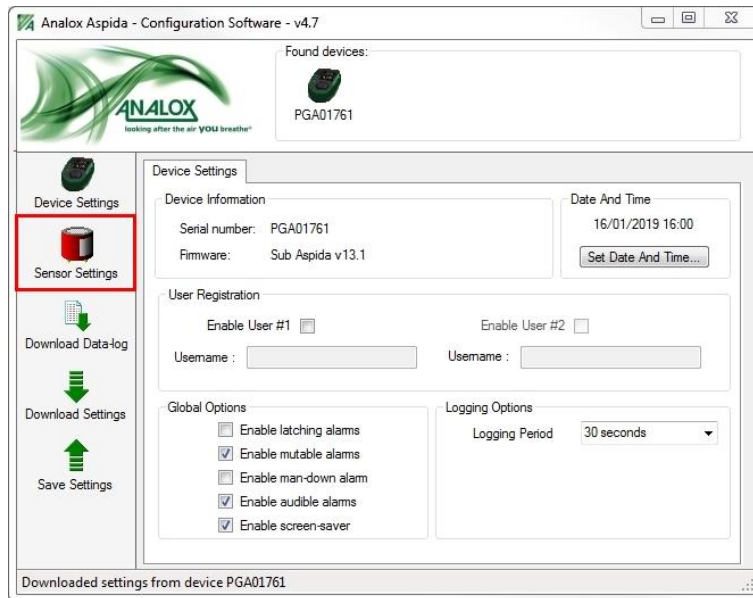 Analox Aspida - Configuration Software - v4.7
Found devices:
PGA01761
ANALOX
looking after the air YOU breathe®
Device Settings
Sensor Settings
Download Data-log
Download Settings
Save Settings
Device Settings
Device Information
Serial number: PGA01761
Firmware: Sub Aspida v13.1
Date And Time
16/01/2019 16:00
Set Date And Time...
User Registration
Enable User #1
Enable User #2
Username :
Username :
Global Options
Enable latching alarms
Enable mutable alarms
Enable man-down alarm
Enable audible alarms
Enable screen-saver
Logging Options
Logging Period 30 seconds
Downloaded settings from device PGA01761